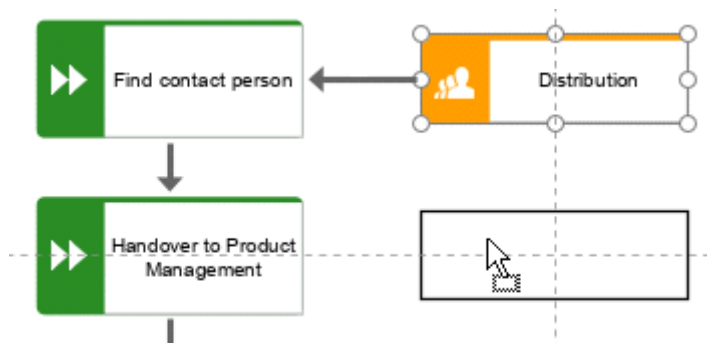 Find contact person
Distribution
Handover to Product
Management